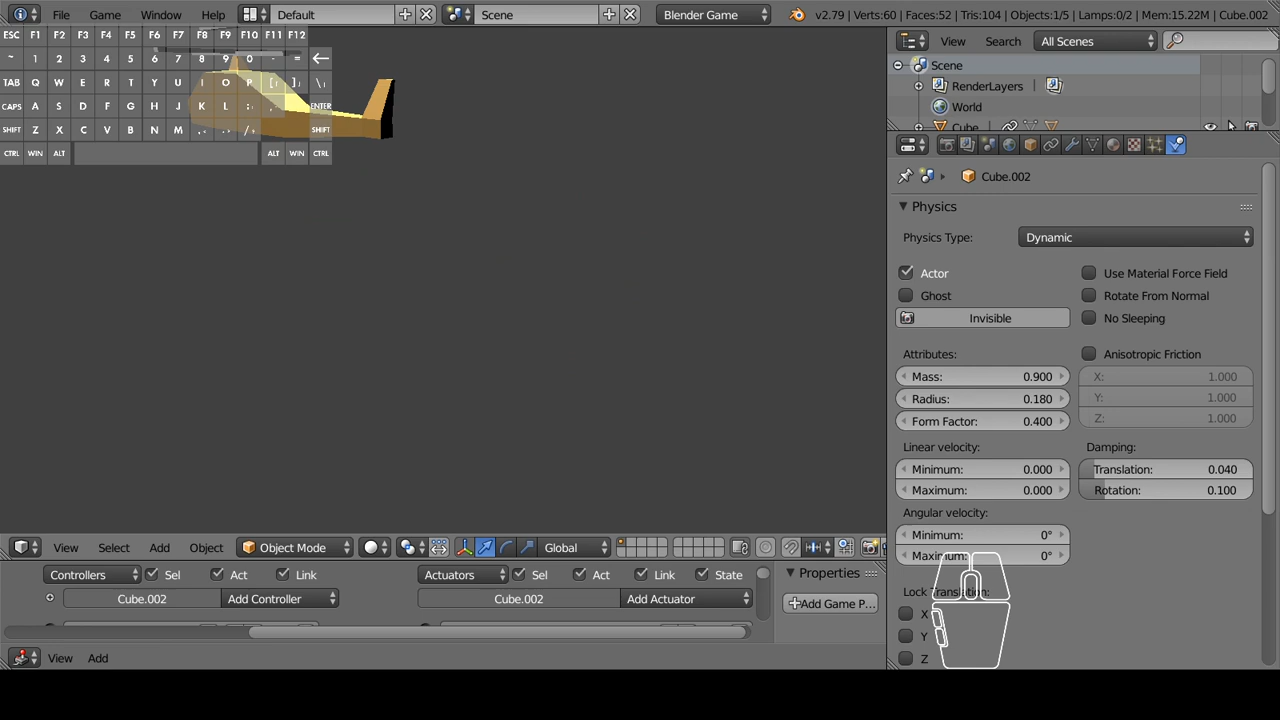 File Game Window Help Default Scene Blender Game v2.79 | Verts:60 | Faces:52 | Tris:104 | Objects:1/5 | Lamps:0/2 | Mem:15.22M | Cube.002
ESC F1 F2 F3 F4 F5 F6 F7 F8 F9 F10 F11 F12
~ 1 2 3 4 5 6 7 8 9 0 - =
TAB Q W E R T Y U I O P [{ ]} \|
CAPS A S D F G H J K L ;: ENTER
SHIFT Z X C V B N M ,< .> /? SHIFT
CTRL WIN ALT ALT WIN CTRL
View Search All Scenes
Scene
RenderLayers
World
Cube
Cube.002
Physics
Physics Type: Dynamic
Actor Use Material Force Field
Ghost Rotate From Normal
Invisible No Sleeping
Attributes: Anisotropic Friction
Mass: 0.900 X: 1.000
Radius: 0.180 Y: 1.000
Form Factor: 0.400 Z: 1.000
Linear velocity: Damping:
Minimum: 0.000 Translation: 0.040
Maximum: 0.000 Rotation: 0.100
Angular velocity:
Minimum: 0°
Maximum: 0°
Lock Translation:
X
Y
Z
View Select Add Object Object Mode Global
Controllers Sel Act Link Actuators Sel Act Link State Properties
Cube.002 Add Controller Cube.002 Add Actuator Add Game P...
View Add